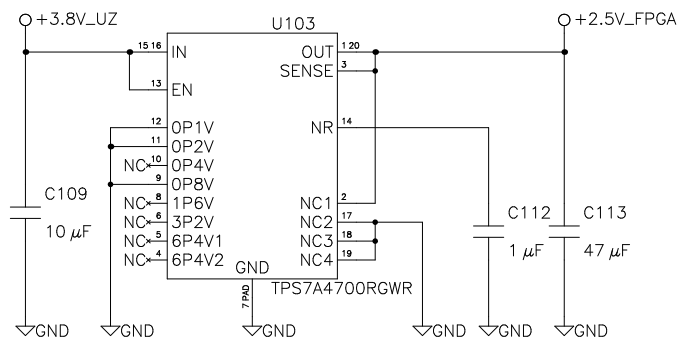 +3.8V_UZ
U103
+2.5V_FPGA
15 16 IN
OUT 1 20
SENSE 3
13 EN
12 0P1V
NR 14
11 0P2V
NC 10 0P4V
9 0P8V
C109
NC 8 1P6V
NC1 2
10 µF
NC 6 3P2V
NC2 17
C112
C113
NC 5 6P4V1
NC3 18
1 µF
47 µF
NC 4 6P4V2
NC4 19
GND
7 PAD
TPS7A4700RGWR
GND
GND
GND
GND
GND
GND